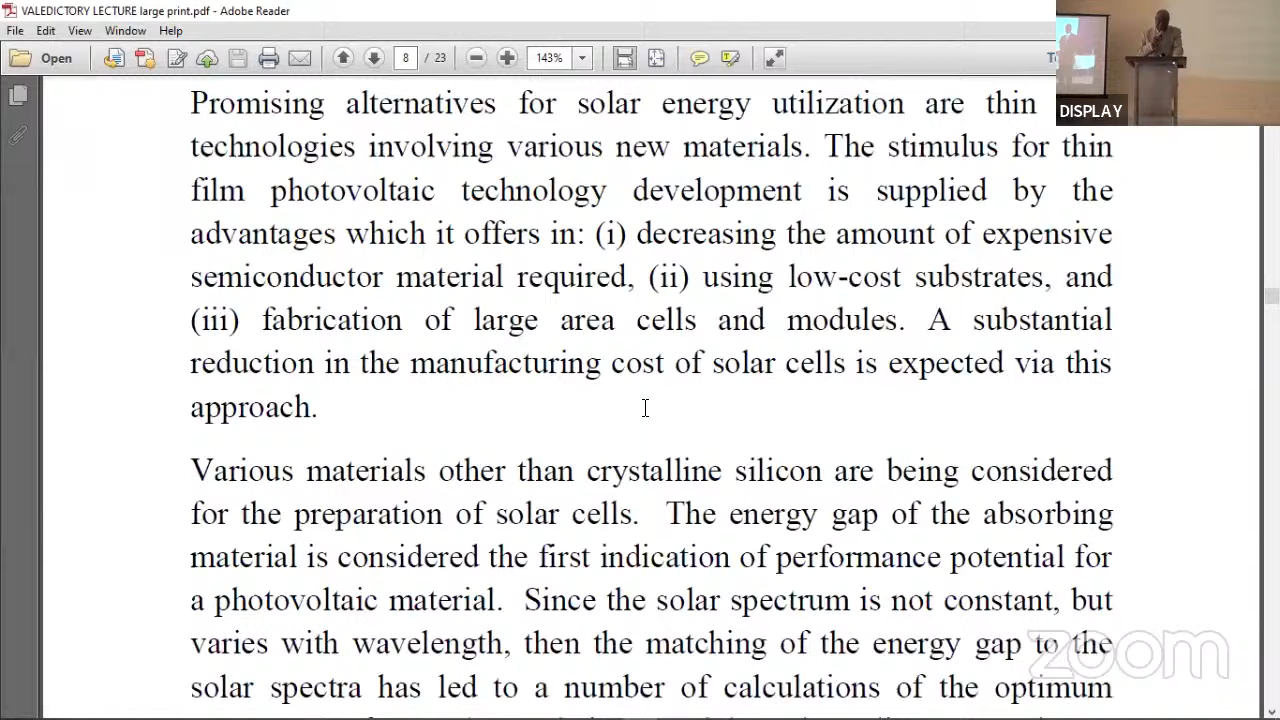 VALEDICTORY LECTURE large print.pdf - Adobe Reader
File Edit View Window Help
Open 8 / 23 143%
DISPLAY
Promising alternatives for solar energy utilization are thin
technologies involving various new materials. The stimulus for thin
film photovoltaic technology development is supplied by the
advantages which it offers in: (i) decreasing the amount of expensive
semiconductor material required, (ii) using low-cost substrates, and
(iii) fabrication of large area cells and modules. A substantial
reduction in the manufacturing cost of solar cells is expected via this
approach.
Various materials other than crystalline silicon are being considered
for the preparation of solar cells. The energy gap of the absorbing
material is considered the first indication of performance potential for
a photovoltaic material. Since the solar spectrum is not constant, but
varies with wavelength, then the matching of the energy gap to the
solar spectra has led to a number of calculations of the optimum
zoom